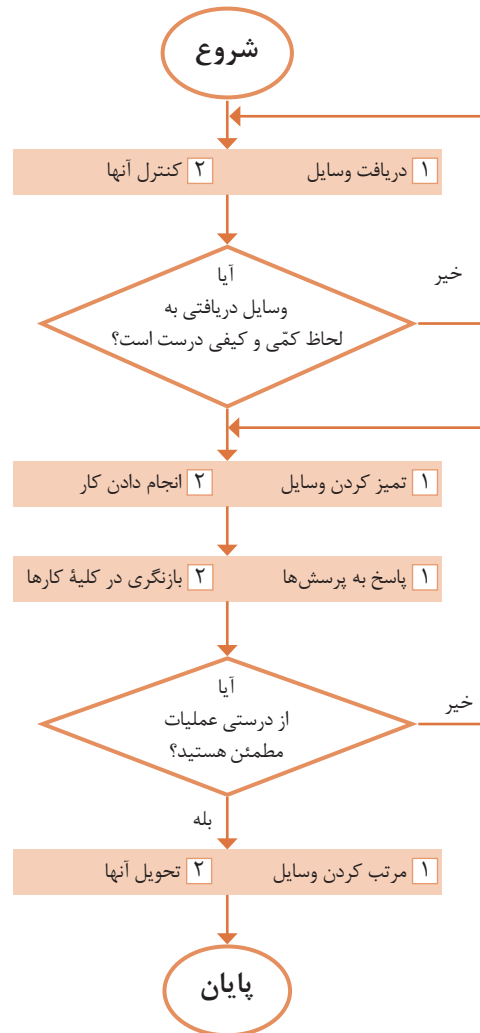 شروع
۱ دریافت وسایل ۲ کنترل آنها
آیا
وسایل دریافتی به
لحاظ کمّی و کیفی درست است؟
خیر
۱ تمیز کردن وسایل ۲ انجام دادن کار
۱ پاسخ به پرسش‌ها ۲ بازنگری در کلیهٔ کارها
آیا
از درستی عملیات
مطمئن هستید؟
خیر
بله
۱ مرتب کردن وسایل ۲ تحویل آنها
پایان